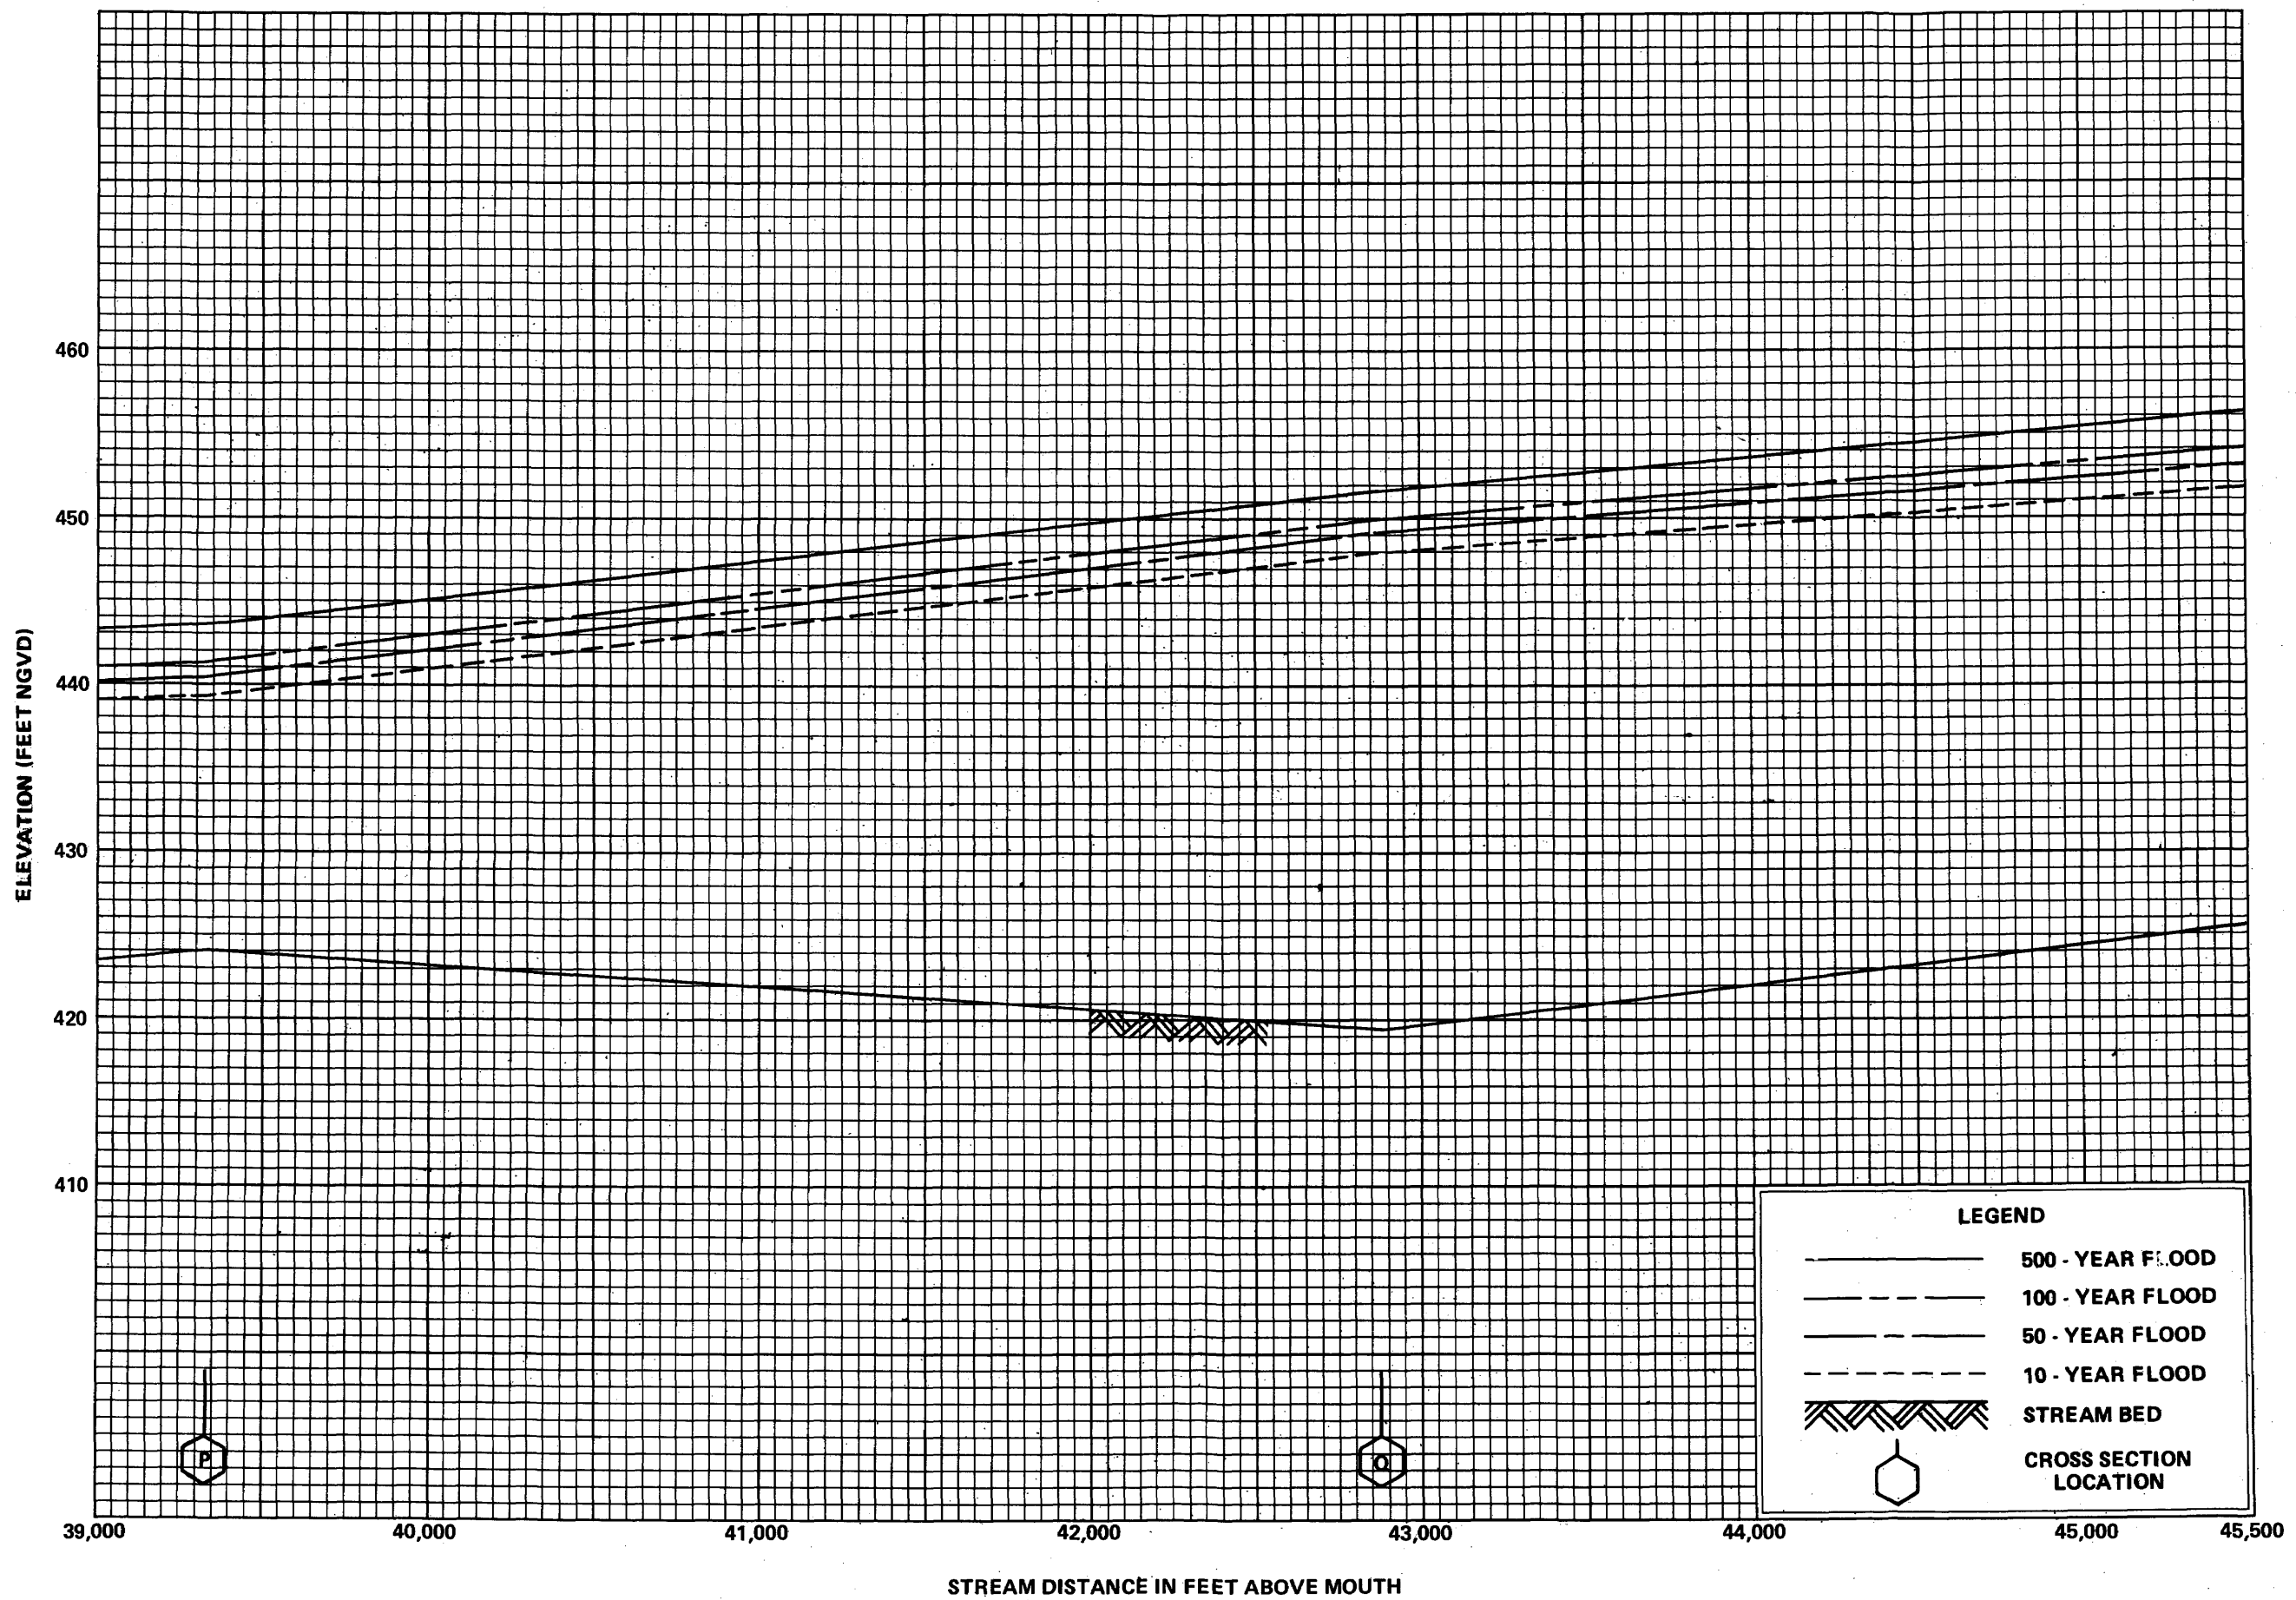 ELEVATION (FEET NGVD)
460
450
440
430
420
410
P
Q
39,000
40,000
41,000
42,000
43,000
44,000
45,000
45,500
STREAM DISTANCE IN FEET ABOVE MOUTH
LEGEND
500 - YEAR FLOOD
100 - YEAR FLOOD
50 - YEAR FLOOD
10 - YEAR FLOOD
STREAM BED
CROSS SECTION
LOCATION